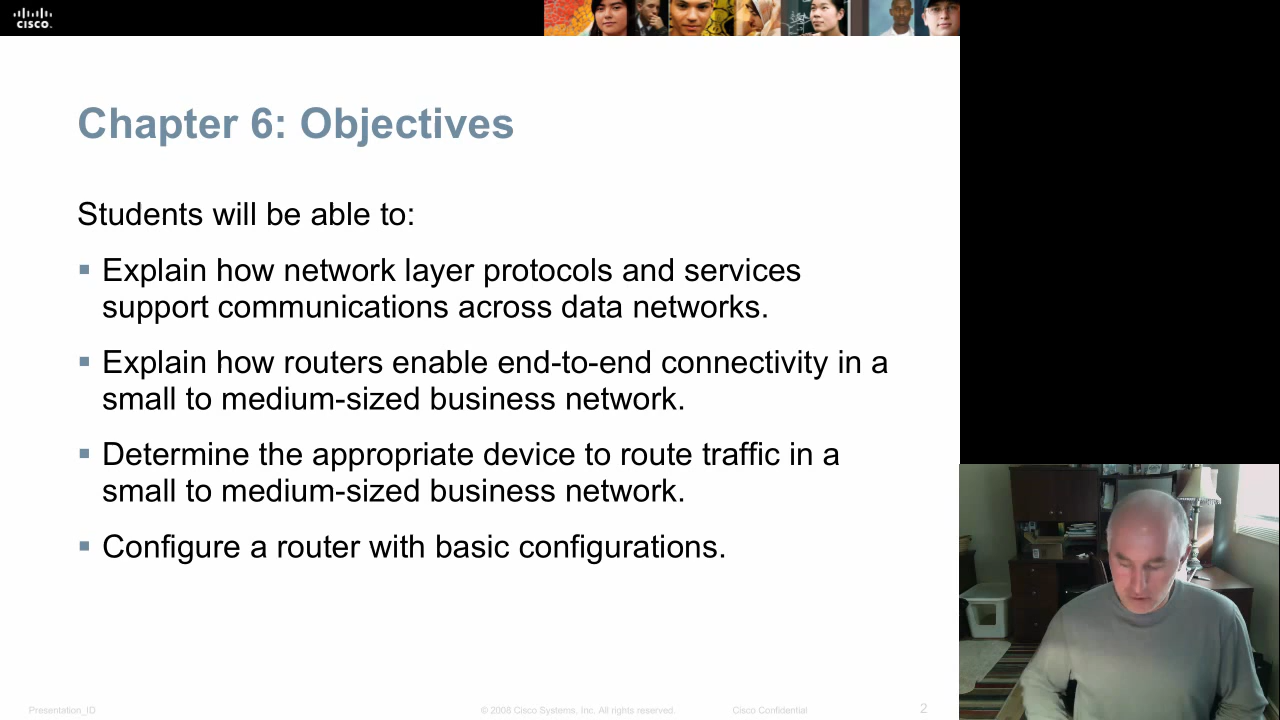 CISCO
Chapter 6: Objectives
Students will be able to:
▪ Explain how network layer protocols and services
support communications across data networks.
▪ Explain how routers enable end-to-end connectivity in a
small to medium-sized business network.
▪ Determine the appropriate device to route traffic in a
small to medium-sized business network.
▪ Configure a router with basic configurations.
Presentation_ID
© 2008 Cisco Systems, Inc. All rights reserved.
Cisco Confidential
2